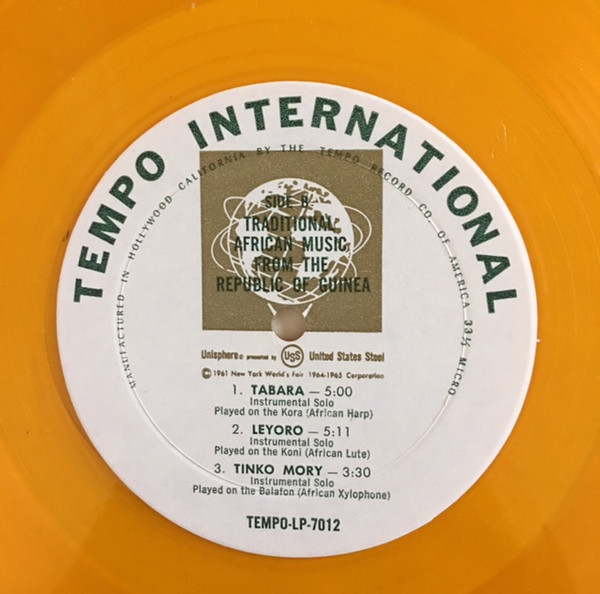 TEMPO INTERNATIONAL
MANUFACTURED IN HOLLYWOOD CALIFORNIA BY THE TEMPO RECORD CO. OF AMERICA 33⅓ MICRO
SIDE B
TRADITIONAL
AFRICAN MUSIC
FROM THE
REPUBLIC OF GUINEA
Unisphere® presented by USS United States Steel
© 1961 New York World's Fair 1964-1965 Corporation
1. TABARA — 5:00
Instrumental Solo
Played on the Kora (African Harp)
2. LEYORO — 5:11
Instrumental Solo
Played on the Koni (African Lute)
3. TINKO MORY — 3:30
Instrumental Solo
Played on the Balafon (African Xylophone)
TEMPO-LP-7012